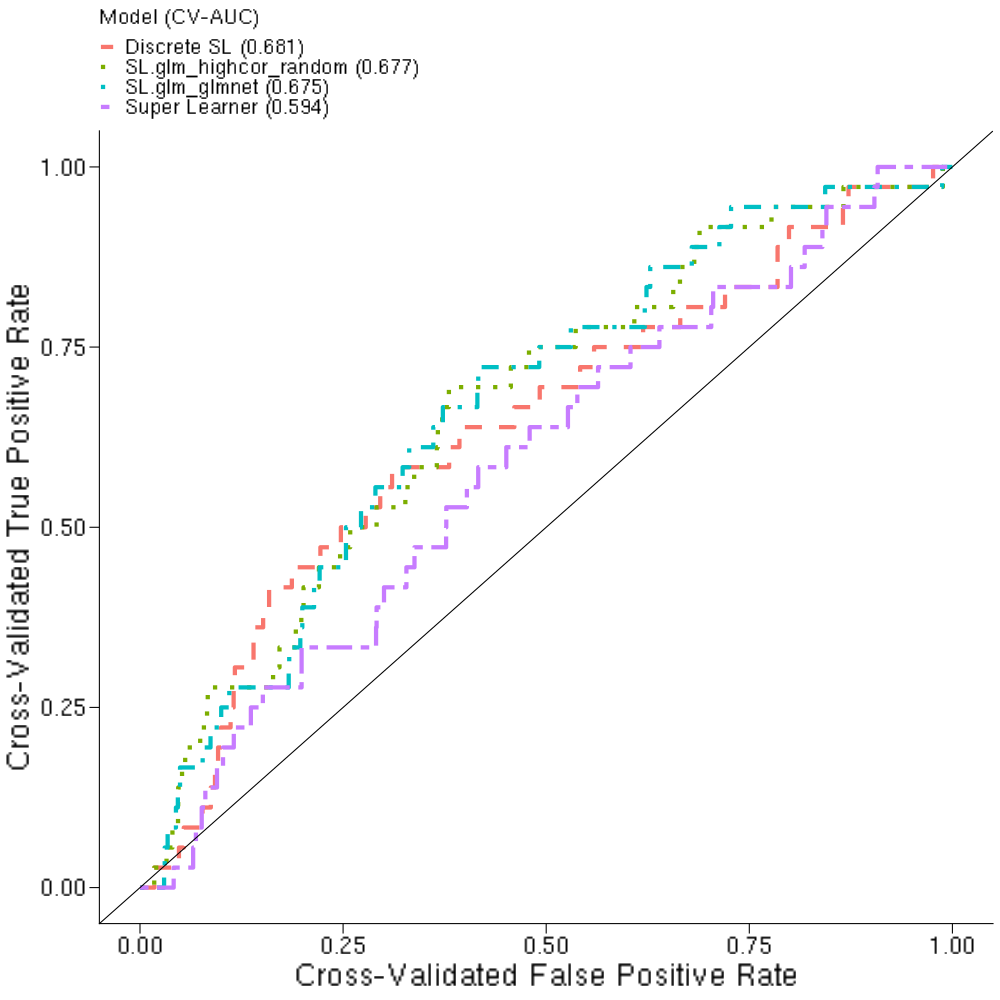 Model (CV-AUC)
Discrete SL (0.681)
SL.glm_highcor_random (0.677)
SL.glm_glmnet (0.675)
Super Learner (0.594)
1.00
0.75
0.50
0.25
0.00
Cross-Validated True Positive Rate
0.00 0.25 0.50 0.75 1.00
Cross-Validated False Positive Rate